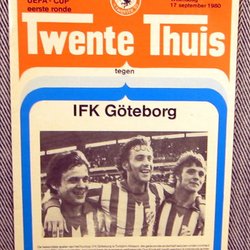 UEFA - CUP
eerste ronde
17 september 1980
Twente Thuis
tegen
IFK Göteborg